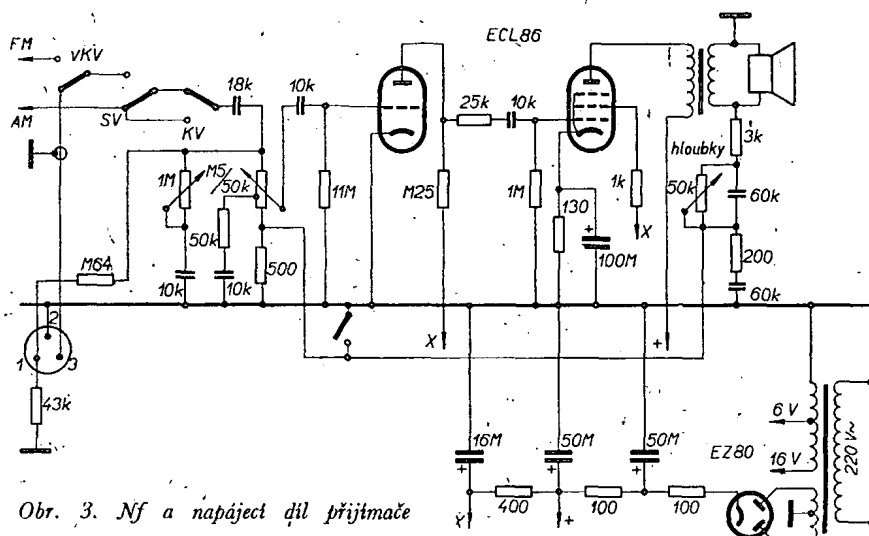 FM
VKV
AM
SV
KV
18k
10k
ECL86
25k
10k
3k
hloubky
50k
60k
200
60k
1M
M5/50k
50k
10k
10k
500
11M
M25
1M
130
100M
1k
X
M64
2
1
3
43k
X
+
16M
50M
50M
EZ80
6 V
16 V
220 V~
400
100
100
X
+
Obr. 3. Nf a napájecí díl přijímače